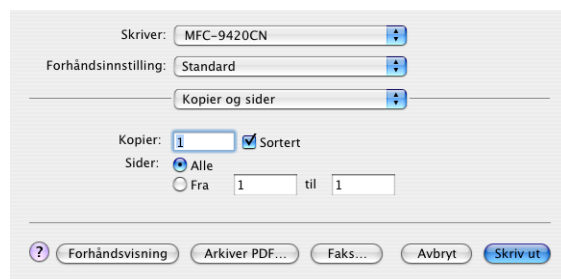 Skriver: MFC-9420CN
Forhåndsinnstilling: Standard
Kopier og sider
Kopier: 1 Sortert
Sider: Alle
Fra 1 til 1
? Forhåndsvisning Arkiver PDF... Faks... Avbryt Skriv ut